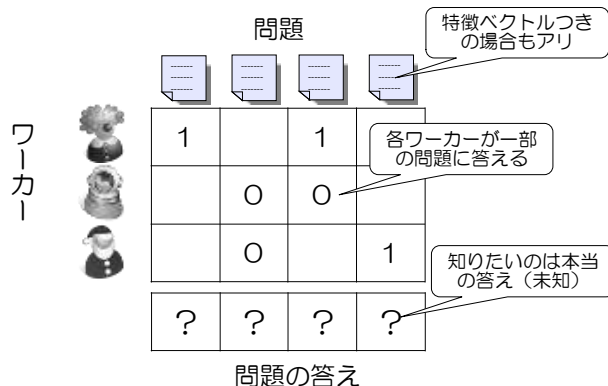 問題
特徴ベクトルつき
の場合もアリ
ワーカー
1 1
各ワーカーが一部
の問題に答える
0 0
0 1
知りたいのは本当
の答え（未知）
? ? ? ?
問題の答え